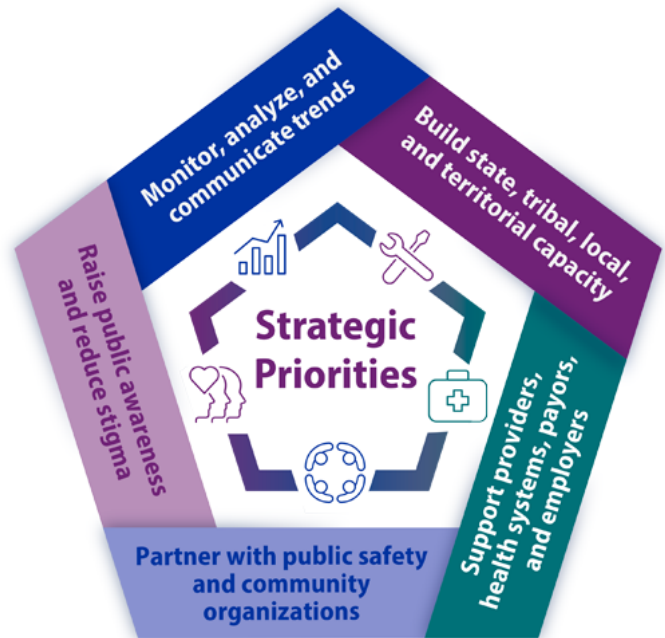 Monitor, analyze, and
communicate trends
Build state, tribal, local,
and territorial capacity
Support providers,
health systems, payors,
and employers
Partner with public safety
and community
organizations
Raise public awareness
and reduce stigma
Strategic
Priorities